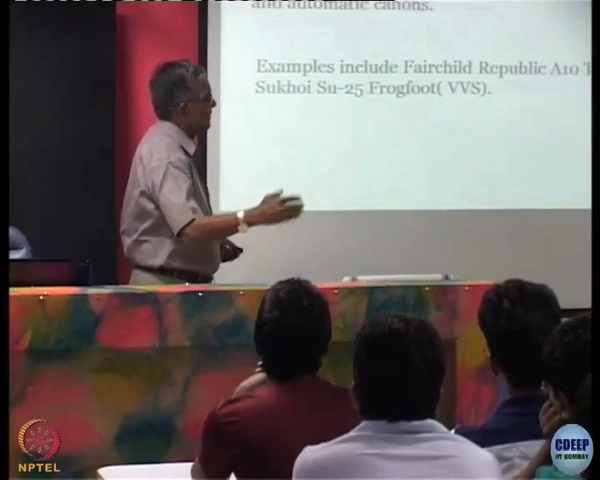 and automatic canons.
Examples include Fairchild Republic A10 T
Sukhoi Su-25 Frogfoot( VVS).
NPTEL
CDEEP
IIT BOMBAY